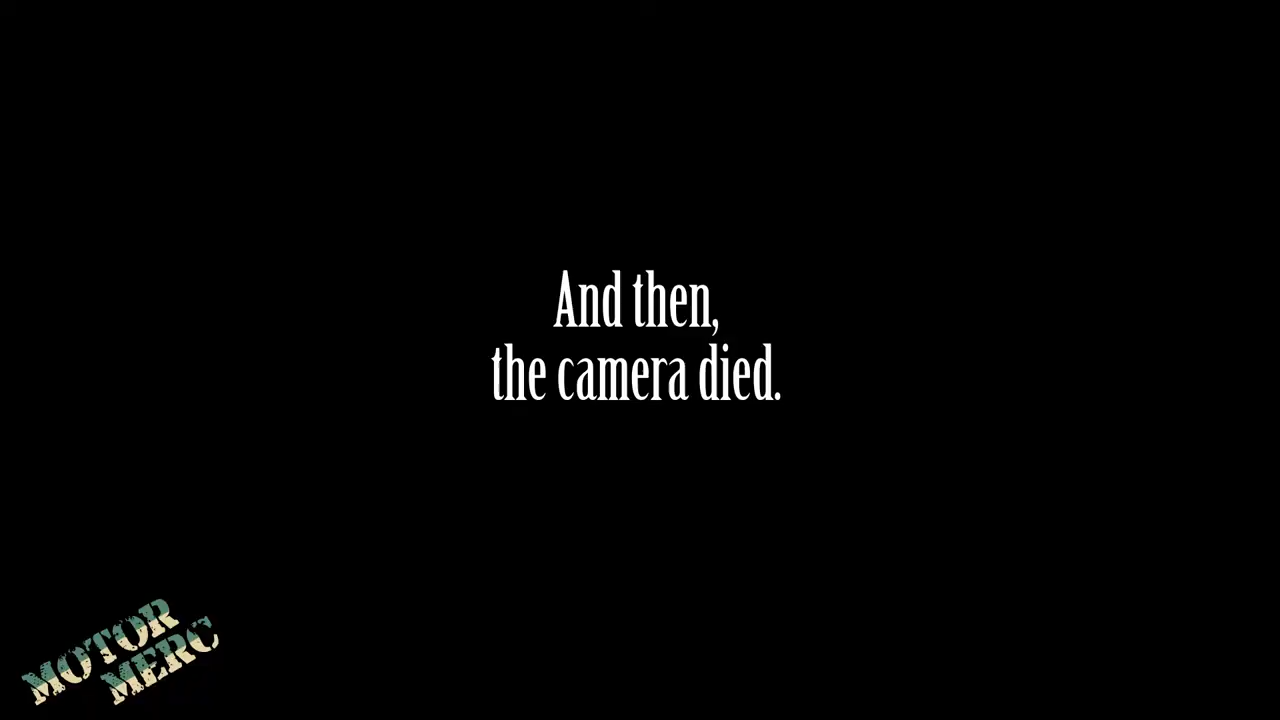 And then,
the camera died.
MOTOR
MERC